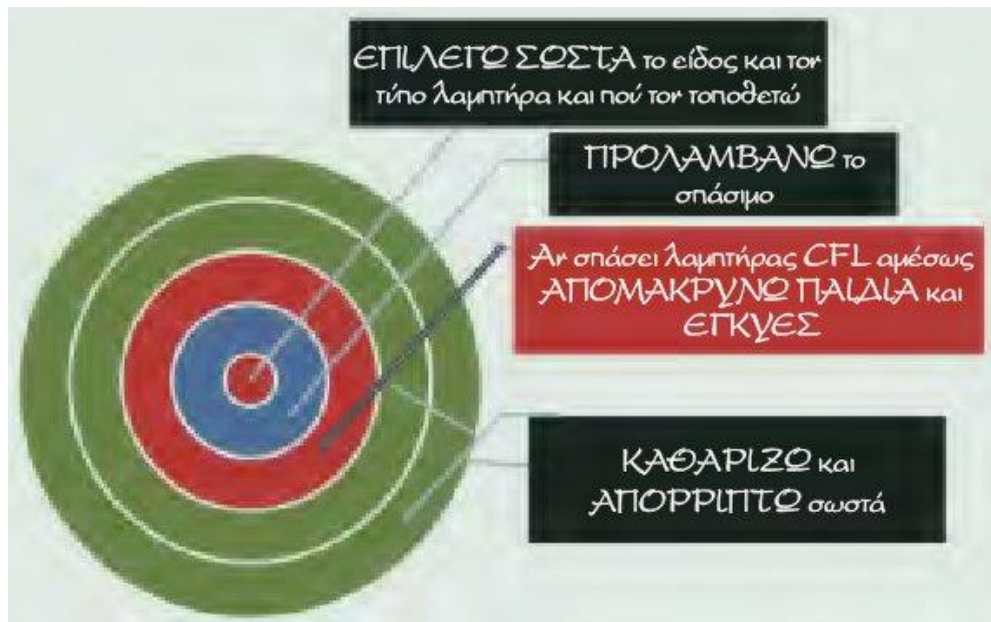 ΕΠΙΛΕΓΩ ΣΩΣΤΑ το είδος και τον
τύπο λαμπτήρα και πού τον τοποθετώ
ΠΡΟΛΑΜΒΑΝΩ το
σπάσιμο
Αν σπάσει λαμπτήρας CFL αμέσως
ΑΠΟΜΑΚΡΥΝΩ ΠΑΙΔΙΑ και
ΕΓΚΥΕΣ
ΚΑΘΑΡΙΖΩ και
ΑΠΟΡΡΙΠΤΩ σωστά